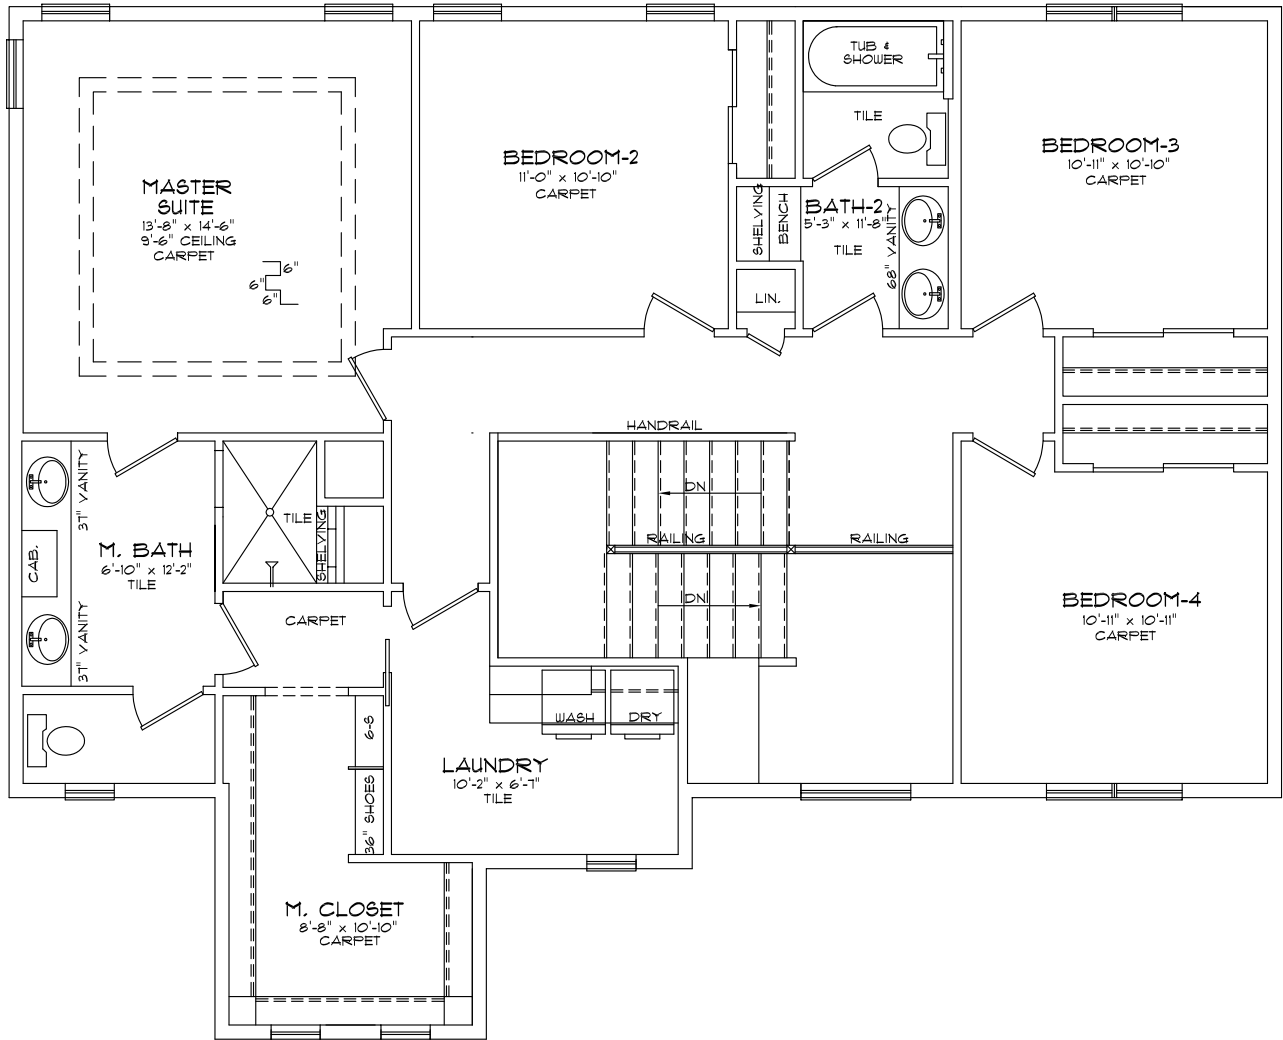 TUB &
SHOWER
TILE
BEDROOM-2
11'-0" x 10'-10"
CARPET
BEDROOM-3
10'-11" x 10'-10"
CARPET
MASTER
SUITE
13'-8" x 14'-6"
9'-6" CEILING
CARPET
6"
6"
6"
SHELVING
BENCH
BATH-2
5'-3" x 11'-8"
TILE
68" VANITY
LIN.
HANDRAIL
DN
RAILING
RAILING
DN
37" VANITY
CAB.
37" VANITY
M. BATH
6'-10" x 12'-2"
TILE
TILE
SHELVING
CARPET
BEDROOM-4
10'-11" x 10'-11"
CARPET
WASH
DRY
6-S
36" SHOES
LAUNDRY
10'-2" x 6'-7"
TILE
M. CLOSET
8'-8" x 10'-10"
CARPET